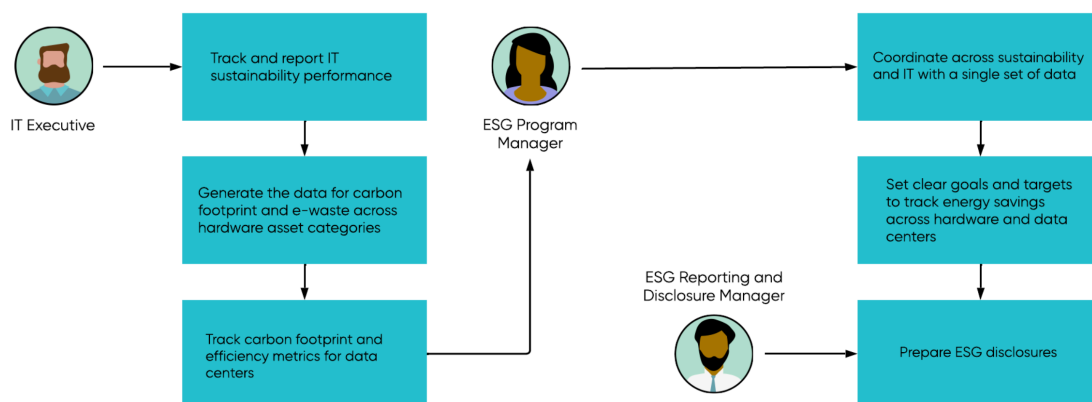 IT Executive
Track and report IT
sustainability performance
Generate the data for carbon
footprint and e-waste across
hardware asset categories
Track carbon footprint and
efficiency metrics for data
centers
ESG Program
Manager
Coordinate across sustainability
and IT with a single set of data
Set clear goals and targets
to track energy savings
across hardware and data
centers
ESG Reporting and
Disclosure Manager
Prepare ESG disclosures